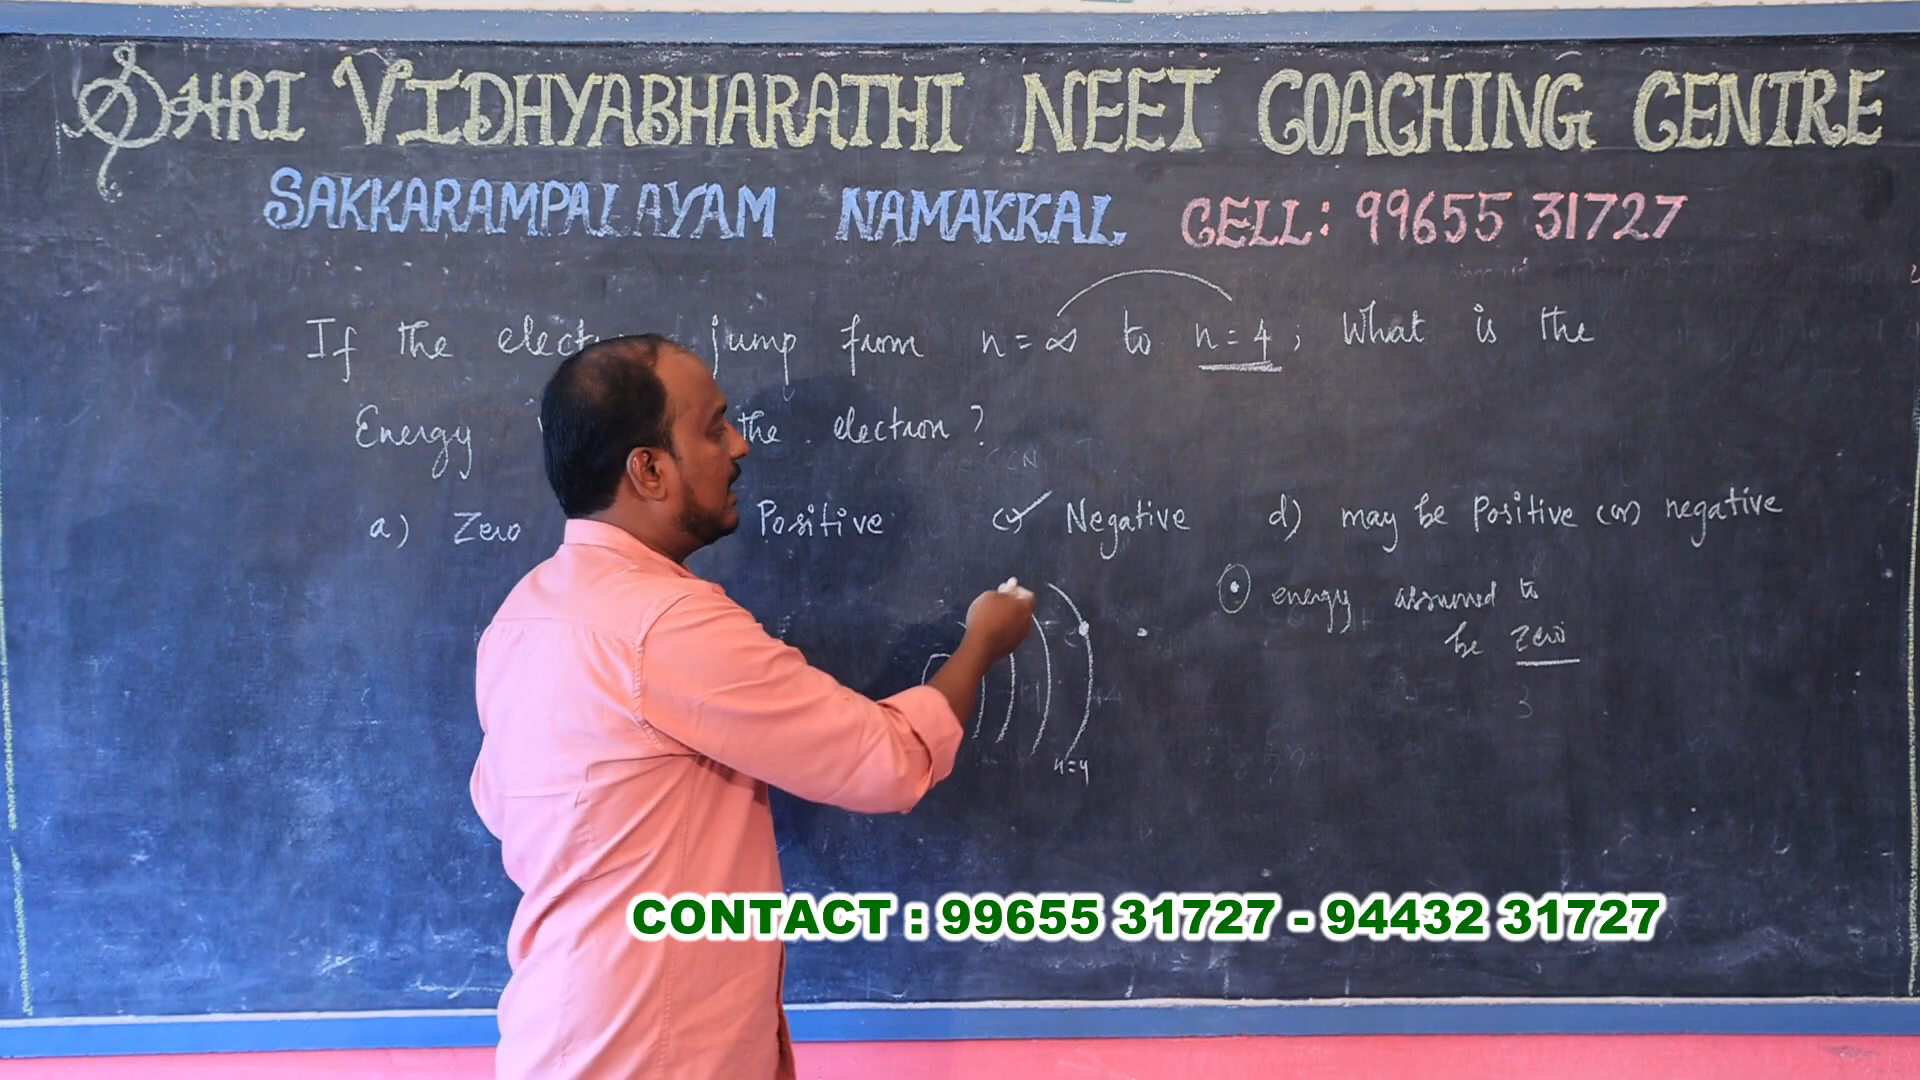 SHRI VIDHYABHARATHI NEET COACHING CENTRE
SAKKARAMPALAYAM NAMAKKAL CELL: 99655 31727
If the jump from n=∞ to n=4; What is the
Energy the electron?
a) Zero Positive c) ✓ Negative d) may be Positive (or) negative
energy assumed to
be Zero
n=4
CONTACT : 99655 31727 - 94432 31727